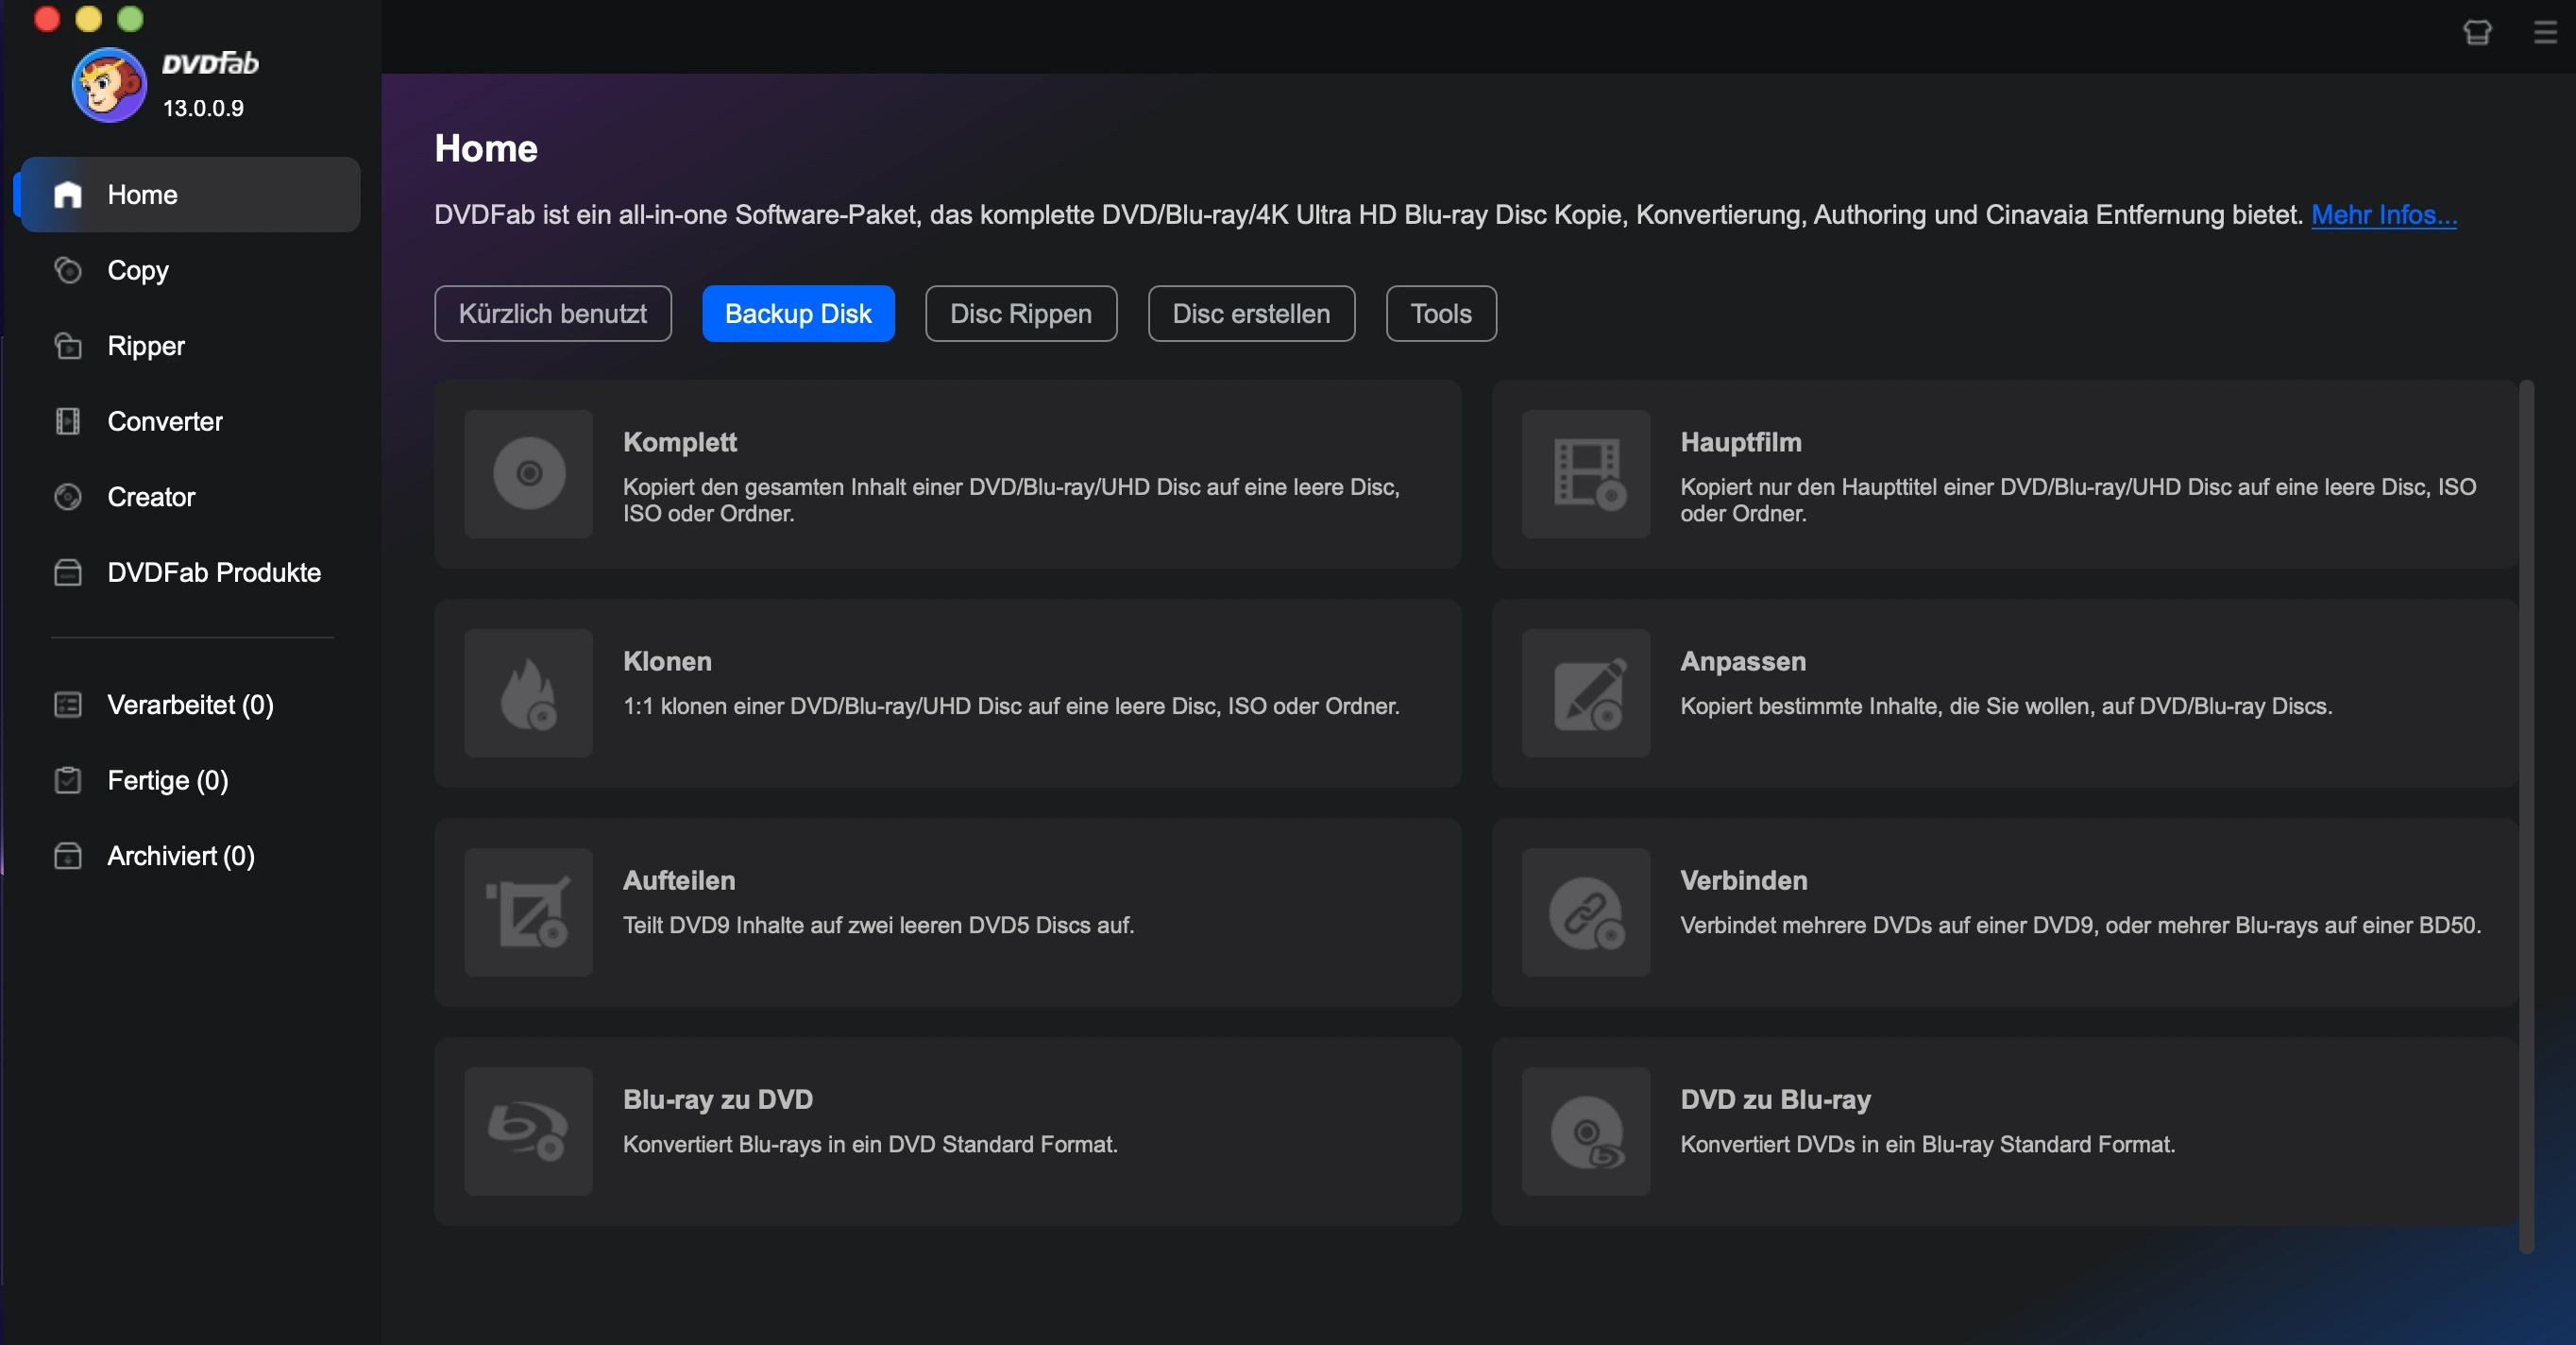 DVDFab
13.0.0.9
Home
Copy
Ripper
Converter
Creator
DVDFab Produkte
Verarbeitet (0)
Fertige (0)
Archiviert (0)
Home
DVDFab ist ein all-in-one Software-Paket, das komplette DVD/Blu-ray/4K Ultra HD Blu-ray Disc Kopie, Konvertierung, Authoring und Cinavaia Entfernung bietet. Mehr Infos...
Kürzlich benutzt
Backup Disk
Disc Rippen
Disc erstellen
Tools
Komplett
Kopiert den gesamten Inhalt einer DVD/Blu-ray/UHD Disc auf eine leere Disc,
ISO oder Ordner.
Hauptfilm
Kopiert nur den Haupttitel einer DVD/Blu-ray/UHD Disc auf eine leere Disc, ISO
oder Ordner.
Klonen
1:1 klonen einer DVD/Blu-ray/UHD Disc auf eine leere Disc, ISO oder Ordner.
Anpassen
Kopiert bestimmte Inhalte, die Sie wollen, auf DVD/Blu-ray Discs.
Aufteilen
Teilt DVD9 Inhalte auf zwei leeren DVD5 Discs auf.
Verbinden
Verbindet mehrere DVDs auf einer DVD9, oder mehrer Blu-rays auf einer BD50.
Blu-ray zu DVD
Konvertiert Blu-rays in ein DVD Standard Format.
DVD zu Blu-ray
Konvertiert DVDs in ein Blu-ray Standard Format.